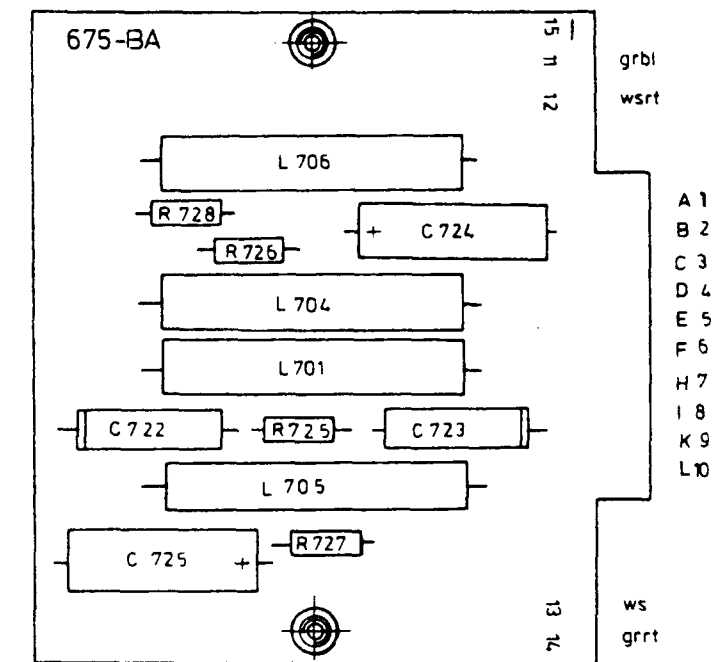 675-BA
15
11 grbl
12 wsrt
L 706
A 1
R 728
B 2
C 724
R 726
C 3
D 4
L 704
E 5
F 6
L 701
H 7
I 8
C 722
R 725
C 723
K 9
L 10
L 705
R 727
C 725
13 ws
14 grrt